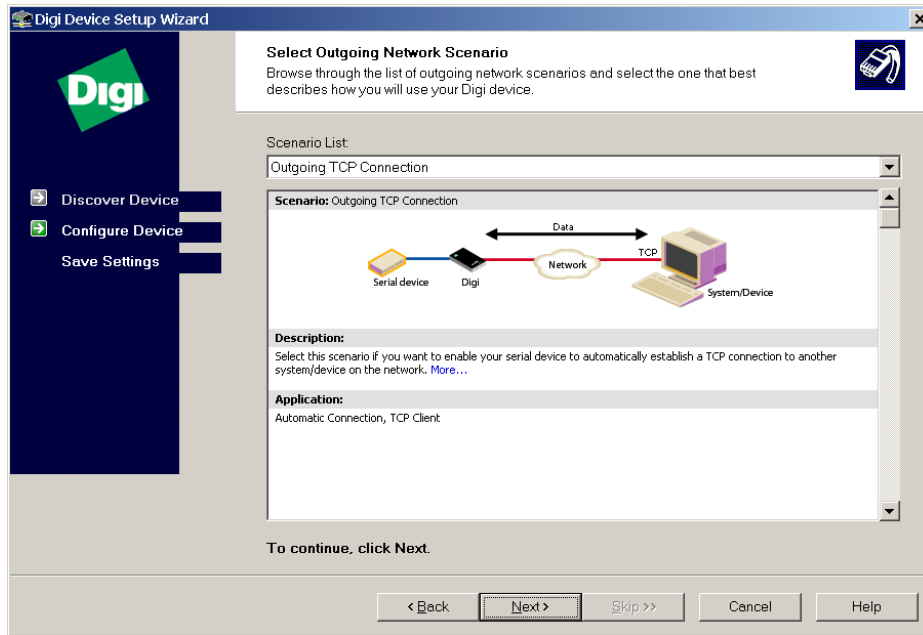 Digi Device Setup Wizard
Digi
Discover Device
Configure Device
Save Settings
Select Outgoing Network Scenario
Browse through the list of outgoing network scenarios and select the one that best
describes how you will use your Digi device.
Scenario List:
Outgoing TCP Connection
Scenario: Outgoing TCP Connection
Data
TCP
Network
Serial device
Digi
System/Device
Description:
Select this scenario if you want to enable your serial device to automatically establish a TCP connection to another
system/device on the network. More...
Application:
Automatic Connection, TCP Client
To continue, click Next.
< Back
Next >
Skip >>
Cancel
Help